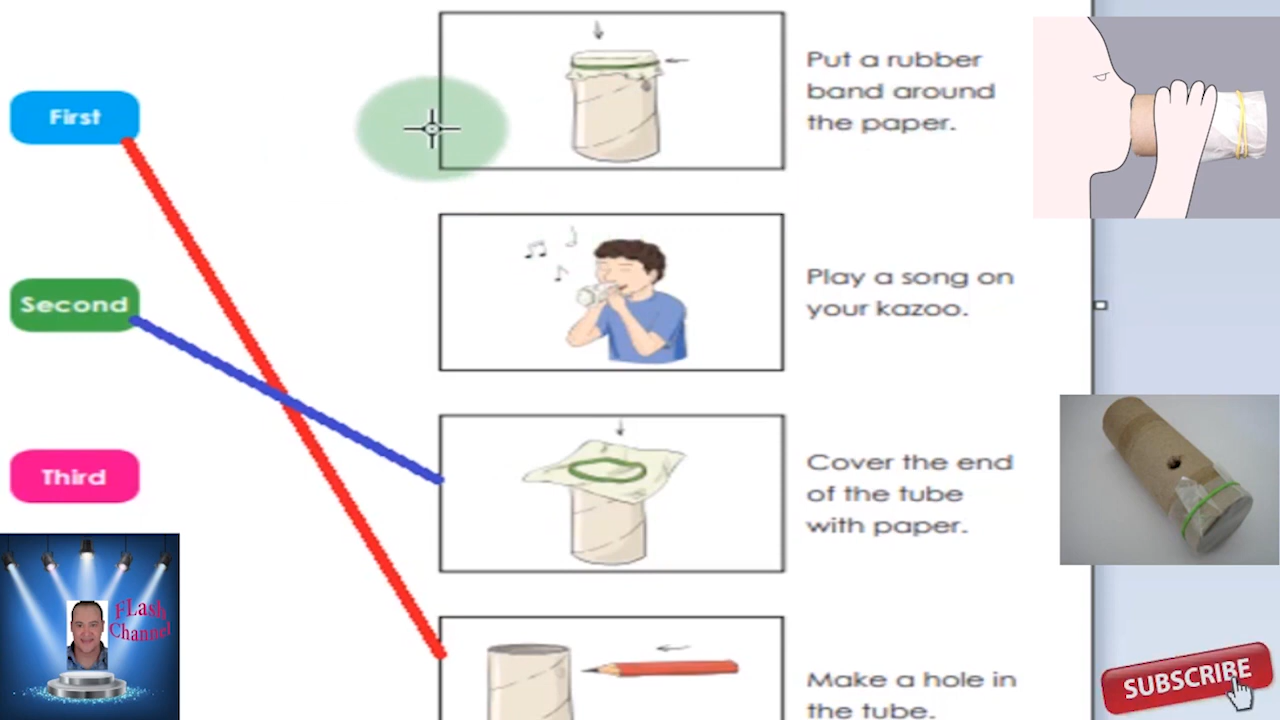 First
Second
Third
Put a rubber
band around
the paper.
Play a song on
your kazoo.
Cover the end
of the tube
with paper.
Make a hole in
the tube.
FLash
Channel
SUBSCRIBE